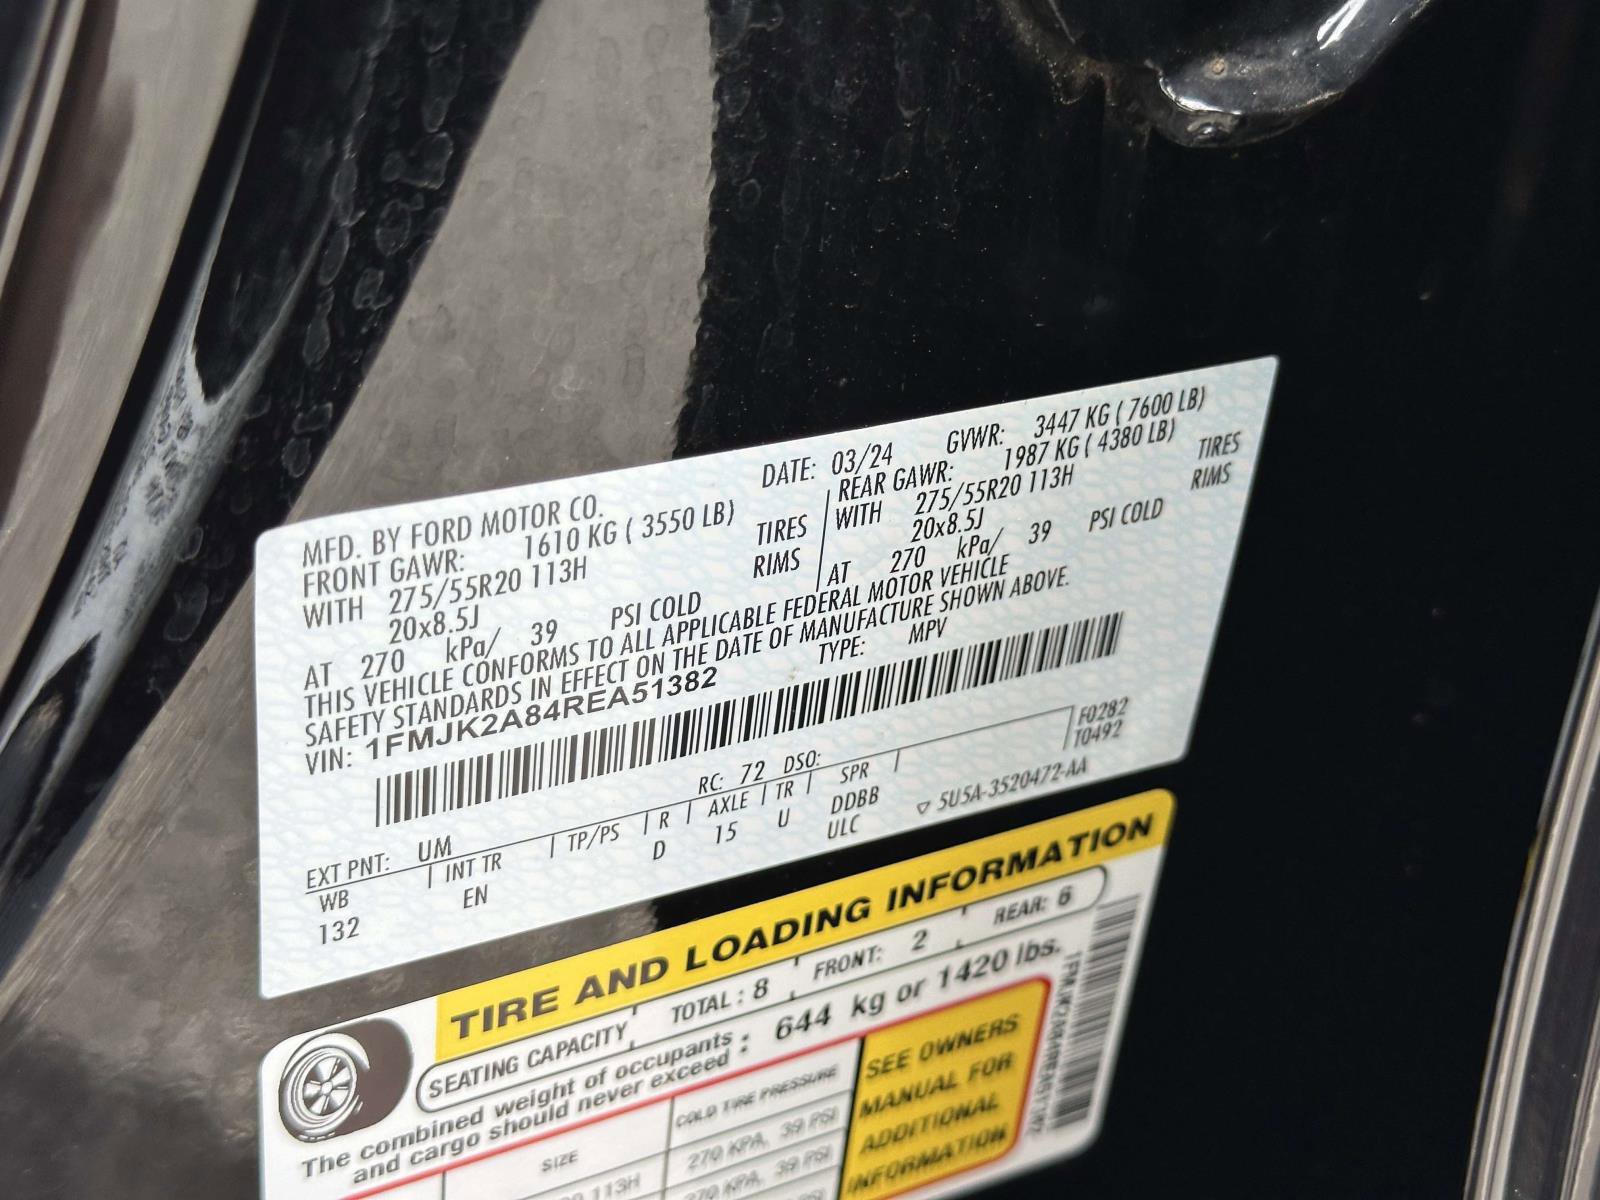 MFD. BY FORD MOTOR CO. DATE: 03/24 GVWR: 3447 KG ( 7600 LB)
FRONT GAWR: 1610 KG ( 3550 LB) REAR GAWR: 1987 KG ( 4380 LB)
WITH 275/55R20 113H TIRES WITH 275/55R20 113H TIRES
20x8.5J RIMS 20x8.5J RIMS
AT 270 kPa/ 39 PSI COLD AT 270 kPa/ 39 PSI COLD
THIS VEHICLE CONFORMS TO ALL APPLICABLE FEDERAL MOTOR VEHICLE
SAFETY STANDARDS IN EFFECT ON THE DATE OF MANUFACTURE SHOWN ABOVE.
VIN: 1FMJK2A84REA51382 TYPE: MPV
F0282
T0492
EXT PNT: UM RC: 72 DSO:
WB INT TR TP/PS R AXLE TR SPR
132 EN D 15 U DDBB
ULC
▽ 5U5A-3520472-AA
TIRE AND LOADING INFORMATION
SEATING CAPACITY TOTAL : 8 FRONT: 2 REAR: 6
The combined weight of occupants : 644 kg or 1420 lbs.
and cargo should never exceed
SIZE COLD TIRE PRESSURE
113H 270 KPA, 39 PSI
270 KPA, 39 PSI
PSI
SEE OWNERS
MANUAL FOR
ADDITIONAL
INFORMATION
1FMJK2A84REA51382